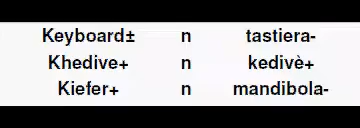 Keyboard± n tastiera-
Khedive+ n kedivè+
Kiefer+ n mandibola-